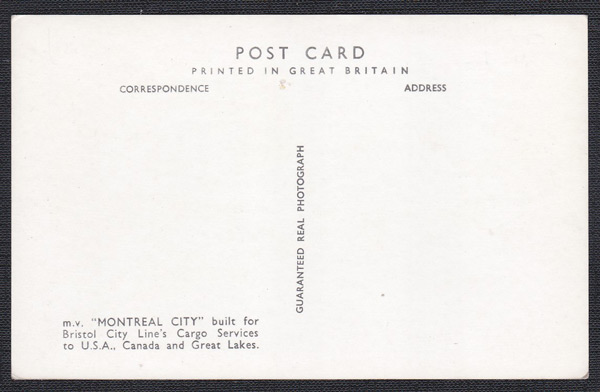 POST CARD
PRINTED IN GREAT BRITAIN
CORRESPONDENCE
ADDRESS
GUARANTEED REAL PHOTOGRAPH
m.v. "MONTREAL CITY" built for
Bristol City Line's Cargo Services
to U.S.A., Canada and Great Lakes.